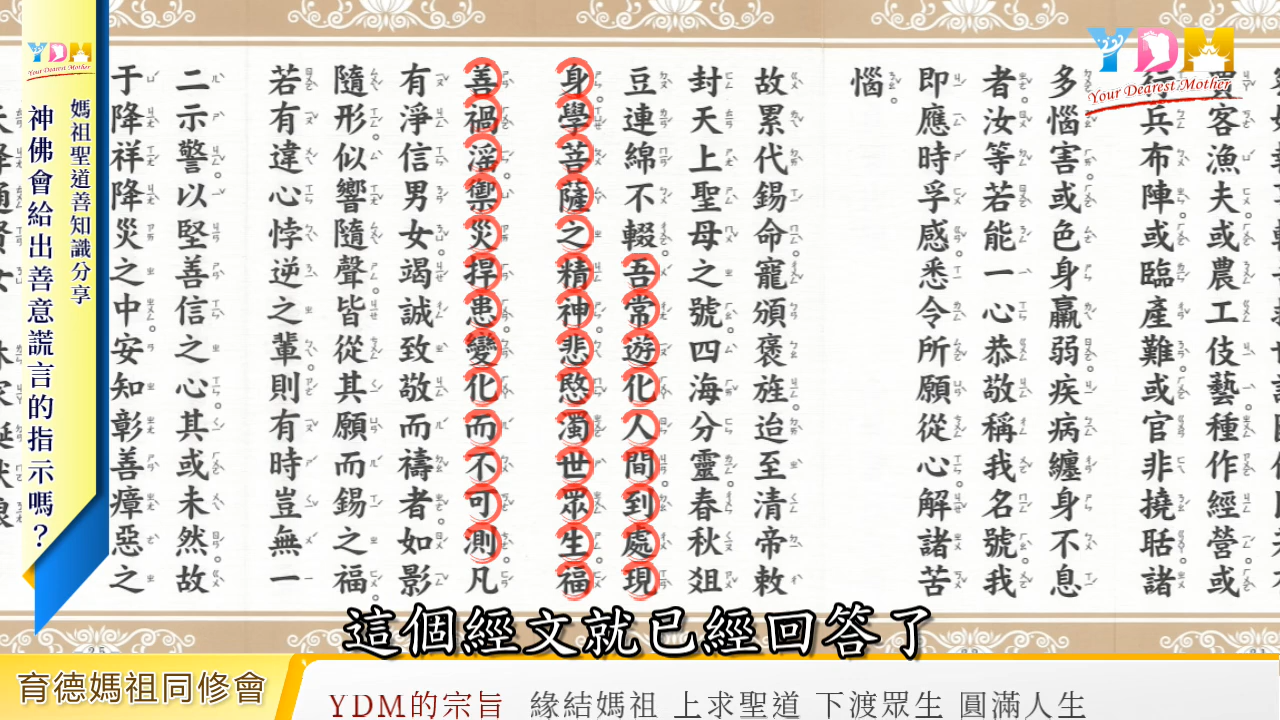 YDM
Your Dearest Mother
媽祖聖道善知識分享
神佛會給出善意謊言的指示嗎？
YDM
Your Dearest Mother
賈客漁夫。或農工伎藝。種作經營。或
行兵布陣。或臨產難。或官非撓聒。諸
多惱害。或色身羸弱。疾病纏身。不息
者。汝等若能一心恭敬。稱我名號。我
即應時孚感。悉令所願從心。解諸苦
惱。
故累代錫命。寵頒褒旌。迨至清帝敕
封天上聖母之號。四海分靈。春秋俎
豆。連綿不輟。吾常遊化人間。到處現
身。學菩薩之精神。悲愍濁世眾生。福
善禍淫。禦災捍患。變化而不可測。凡
有淨信男女。竭誠致敬而禱者。如影
隨形。似響隨聲。皆從其願而錫之福。
若有違心悖逆之輩。則有時豈無一
二示警。以堅善信之心。其或未然。故
于降祥降災之中。安知彰善癉惡。之
這個經文就已經回答了
育德媽祖同修會
YDM的宗旨 緣結媽祖 上求聖道 下渡眾生 圓滿人生